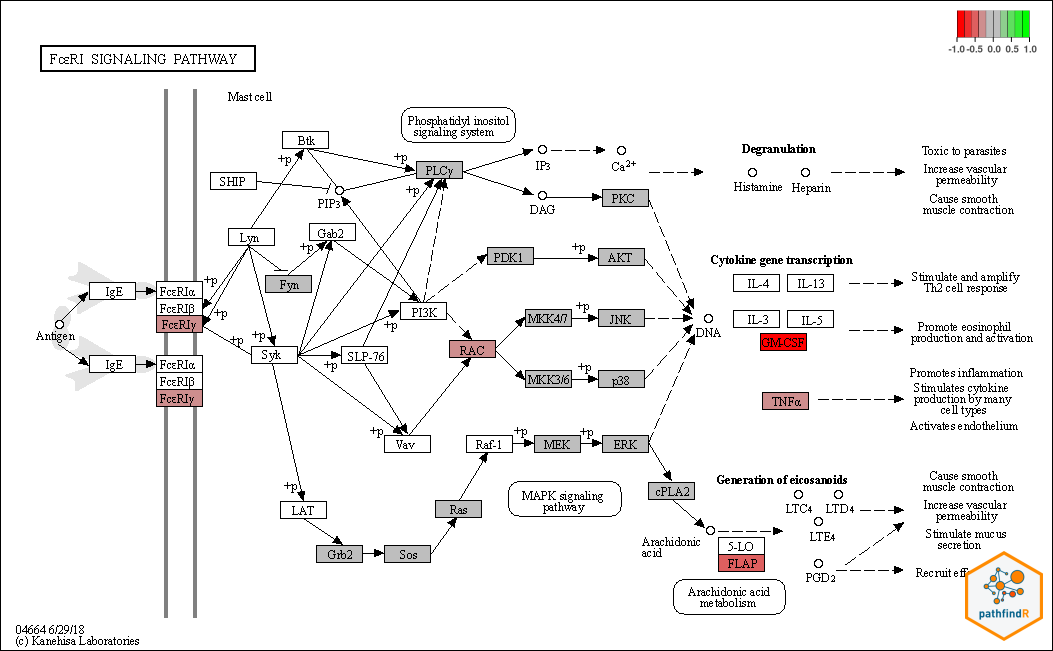 -1.0 -0.5 0.0 0.5 1.0
FcεRI SIGNALING PATHWAY
Mast cell
Phosphatidyl inositol
signaling system
Btk
+p
+p
IP3
Ca2+
PLCγ
+p
SHIP
PIP3
DAG
PKC
Degranulation
Histamine
Heparin
Toxic to parasites
Increase vascular
permeability
Cause smooth
muscle contraction
Lyn
Gab2
+p
Fyn
PDK1
+p
AKT
Cytokine gene transcription
IL-4
IL-13
Stimulate and amplify
Th2 cell response
IgE
FcεRIα
FcεRIβ
FcεRIγ
+p
+p
Antigen
PI3K
+p
MKK4/7
+p
JNK
DNA
IL-3
IL-5
GM-CSF
Promote eosinophil
production and activation
+p
Syk
+p
SLP-76
RAC
IgE
FcεRIα
FcεRIβ
FcεRIγ
MKK3/6
+p
p38
TNFα
Promotes inflammation
Stimulates cytokine
production by many
cell types
Activates endothelium
+p
Vav
Raf-1
+p
MEK
+p
ERK
+p
LAT
Ras
MAPK signaling
pathway
cPLA2
Generation of eicosanoids
LTC4
LTD4
LTE4
Cause smooth
muscle contraction
Increase vascular
permeability
Stimulate mucus
secretion
Grb2
Sos
Arachidonic
acid
5-LO
FLAP
PGD2
Recruit eff
Arachidonic acid
metabolism
pathfindR
04664 6/29/18
(c) Kanehisa Laboratories